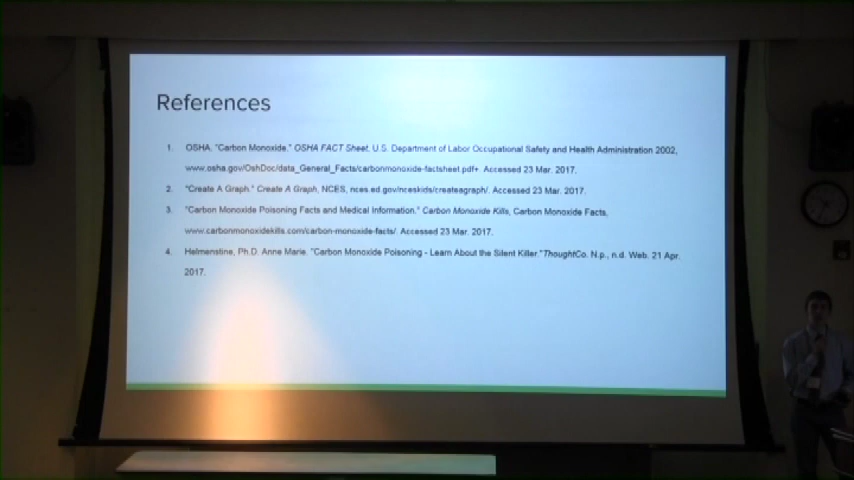 References
1. OSHA. "Carbon Monoxide." OSHA FACT Sheet, U.S. Department of Labor Occupational Safety and Health Administration 2002,
www.osha.gov/OshDoc/data_General_Facts/carbonmonoxide-factsheet.pdf+. Accessed 23 Mar. 2017.
2. "Create A Graph." Create A Graph, NCES, nces.ed.gov/nceskids/createagraph/. Accessed 23 Mar. 2017.
3. "Carbon Monoxide Poisoning Facts and Medical Information." Carbon Monoxide Kills, Carbon Monoxide Facts,
www.carbonmonoxidekills.com/carbon-monoxide-facts/. Accessed 23 Mar. 2017.
4. Helmenstine, Ph.D. Anne Marie. "Carbon Monoxide Poisoning - Learn About the Silent Killer."ThoughtCo. N.p., n.d. Web. 21 Apr.
2017.